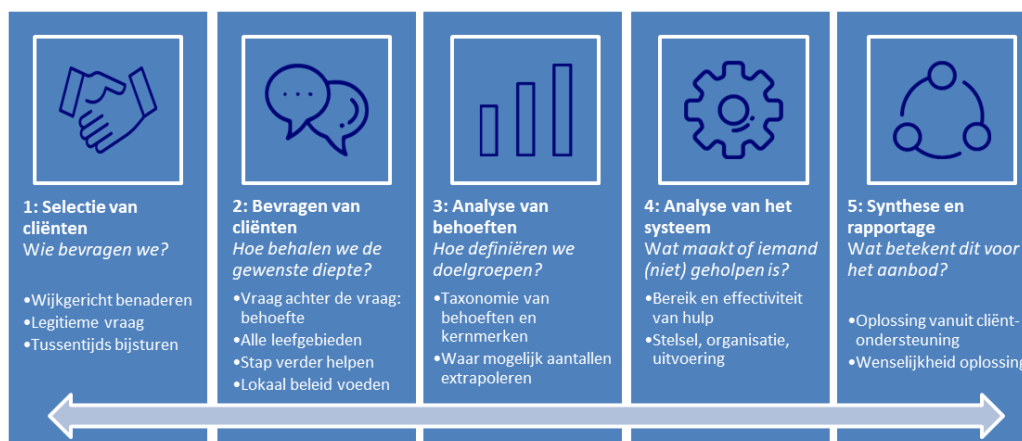 1: Selectie van
cliënten
Wie bevragen we?
•Wijkgericht benaderen
•Legitieme vraag
•Tussentijds bijsturen
2: Bevragen van
cliënten
Hoe behalen we de
gewenste diepte?
•Vraag achter de vraag:
behoefte
•Alle leefgebieden
•Stap verder helpen
•Lokaal beleid voeden
3: Analyse van
behoeften
Hoe definiëren we
doelgroepen?
•Taxonomie van
behoeften en
kernmerken
•Waar mogelijk aantallen
extrapoleren
4: Analyse van het
systeem
Wat maakt of iemand
(niet) geholpen is?
•Bereik en effectiviteit
van hulp
•Stelsel, organisatie,
uitvoering
5: Synthese en
rapportage
Wat betekent dit voor
het aanbod?
•Oplossing vanuit cliënt-
ondersteuning
•Wenselijkheid oplossing